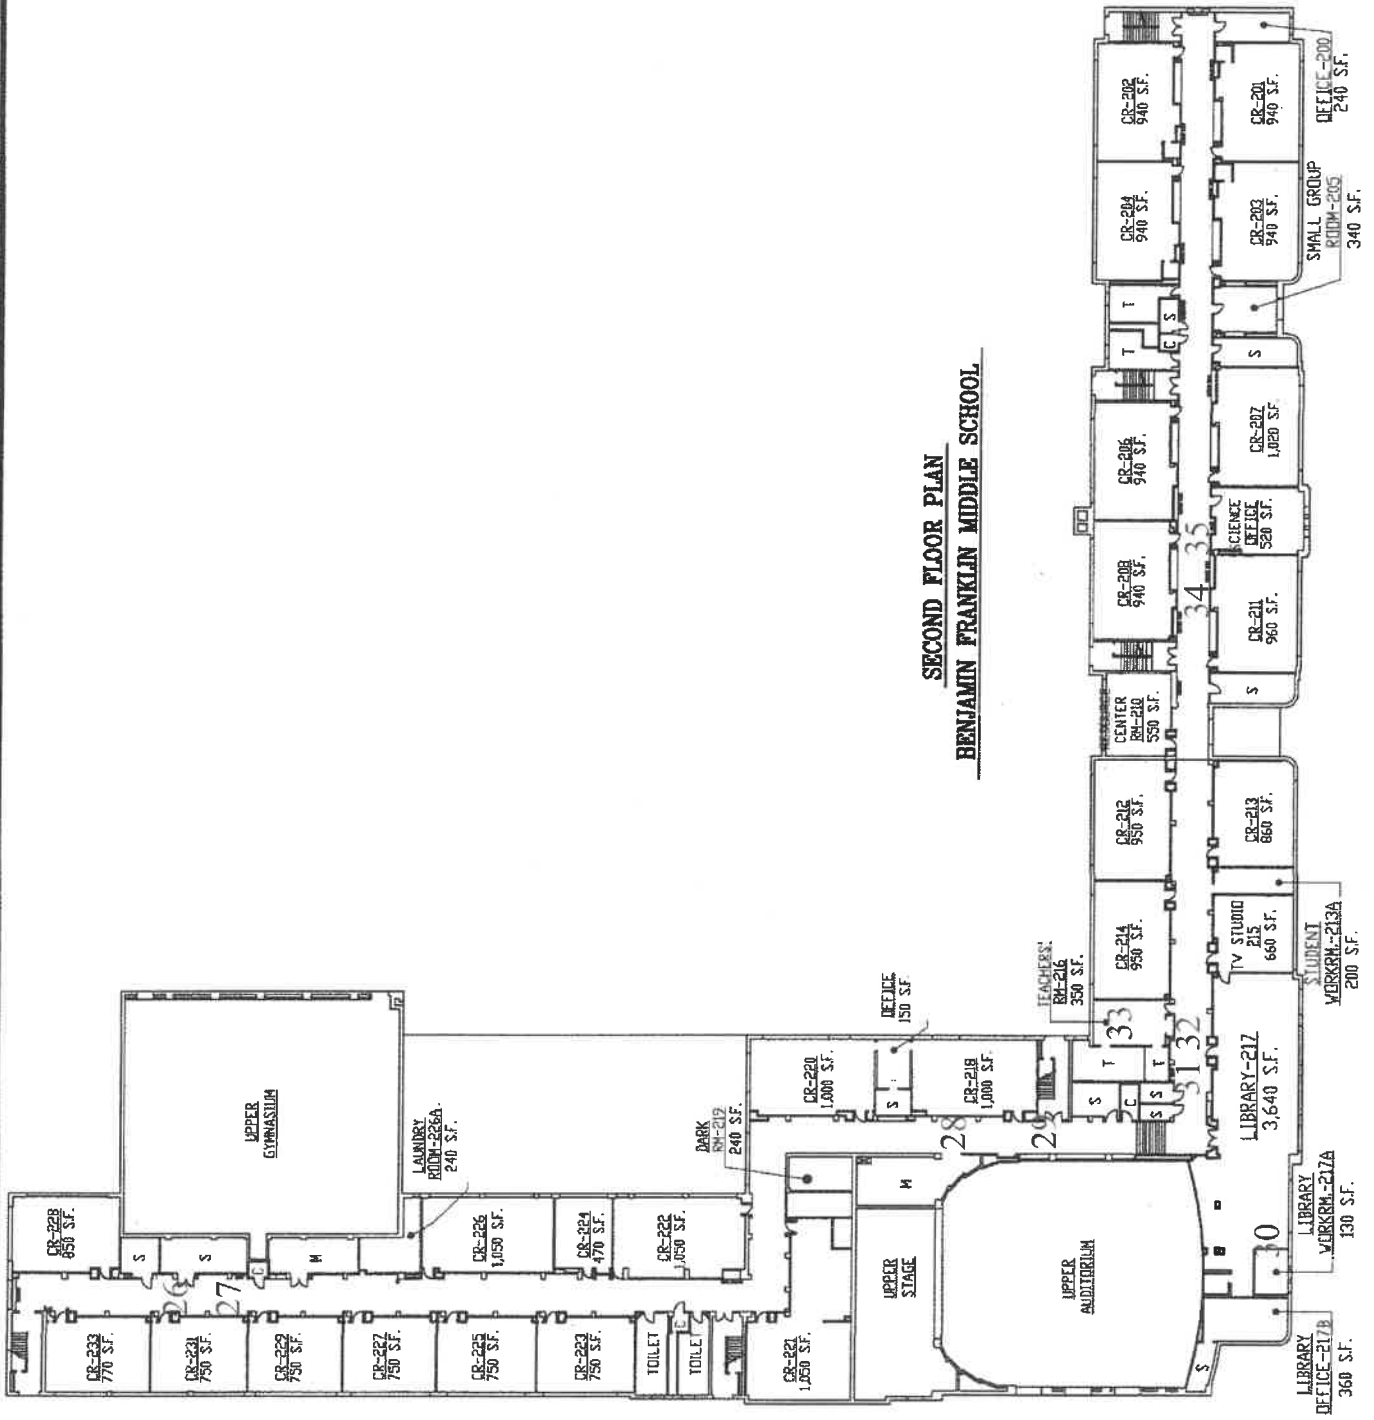 SECOND FLOOR PLAN
BENJAMIN FRANKLIN MIDDLE SCHOOL
CR-233
770 S.F.
CR-231
750 S.F.
CR-229
750 S.F.
CR-227
750 S.F.
CR-225
750 S.F.
CR-223
750 S.F.
TOILET
C
TOILET
CR-221
1,050 S.F.
26
27
CR-228
850 S.F.
S
S
C
M
UPPER
GYMNASIUM
LAUNDRY
ROOM-226A
240 S.F.
CR-226
1,050 S.F.
CR-224
470 S.F.
CR-222
1,050 S.F.
DARK
RM-219
240 S.F.
UPPER
STAGE
M
UPPER
AUDITORIUM
CR-220
1,000 S.F.
OFFICE
150 S.F.
S
CR-218
1,000 S.F.
28
29
S
C
S
S
T
T
31
32
33
TEACHERS'
RM-216
350 S.F.
LIBRARY-217
3,640 S.F.
30
LIBRARY
WORKRM.-217A
130 S.F.
LIBRARY
OFFICE-217B
360 S.F.
S
CR-214
950 S.F.
CR-212
950 S.F.
TV STUDIO
215
660 S.F.
STUDENT
WORKRM.-213A
200 S.F.
CR-213
860 S.F.
RESOURCE
CENTER
RM-210
550 S.F.
S
CR-208
940 S.F.
CR-206
940 S.F.
34
35
CR-211
960 S.F.
SCIENCE
OFFICE
520 S.F.
CR-207
1,020 S.F.
S
T
T
C
S
SMALL GROUP
ROOM-205
340 S.F.
CR-204
940 S.F.
CR-202
940 S.F.
CR-203
940 S.F.
CR-201
940 S.F.
OFFICE-200
240 S.F.